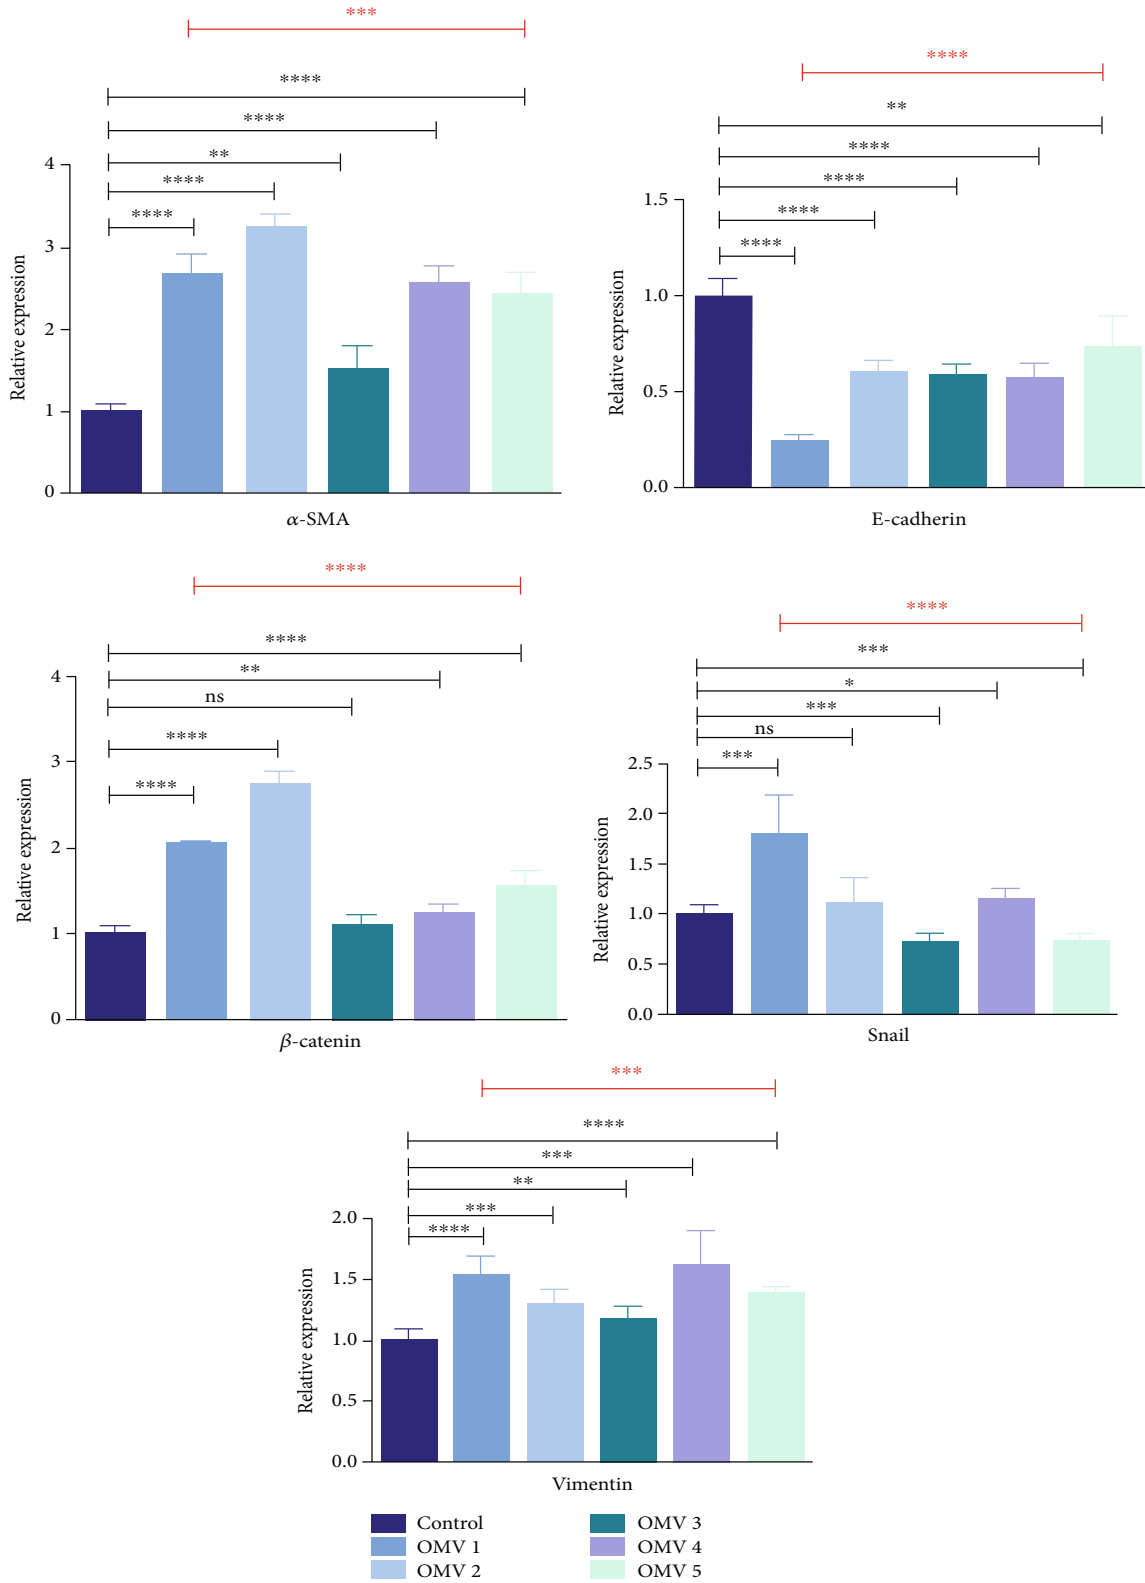 ***
****
****
**
****
****
4
3
2
1
0
Relative expression
α-SMA
****
**
****
****
****
****
1.5
1.0
0.5
0.0
Relative expression
E-cadherin
****
****
**
ns
****
****
4
3
2
1
0
Relative expression
β-catenin
****
***
*
***
ns
***
2.5
2.0
1.5
1.0
0.5
0.0
Relative expression
Snail
***
****
***
**
***
****
2.0
1.5
1.0
0.5
0.0
Relative expression
Vimentin
Control
OMV 1
OMV 2
OMV 3
OMV 4
OMV 5